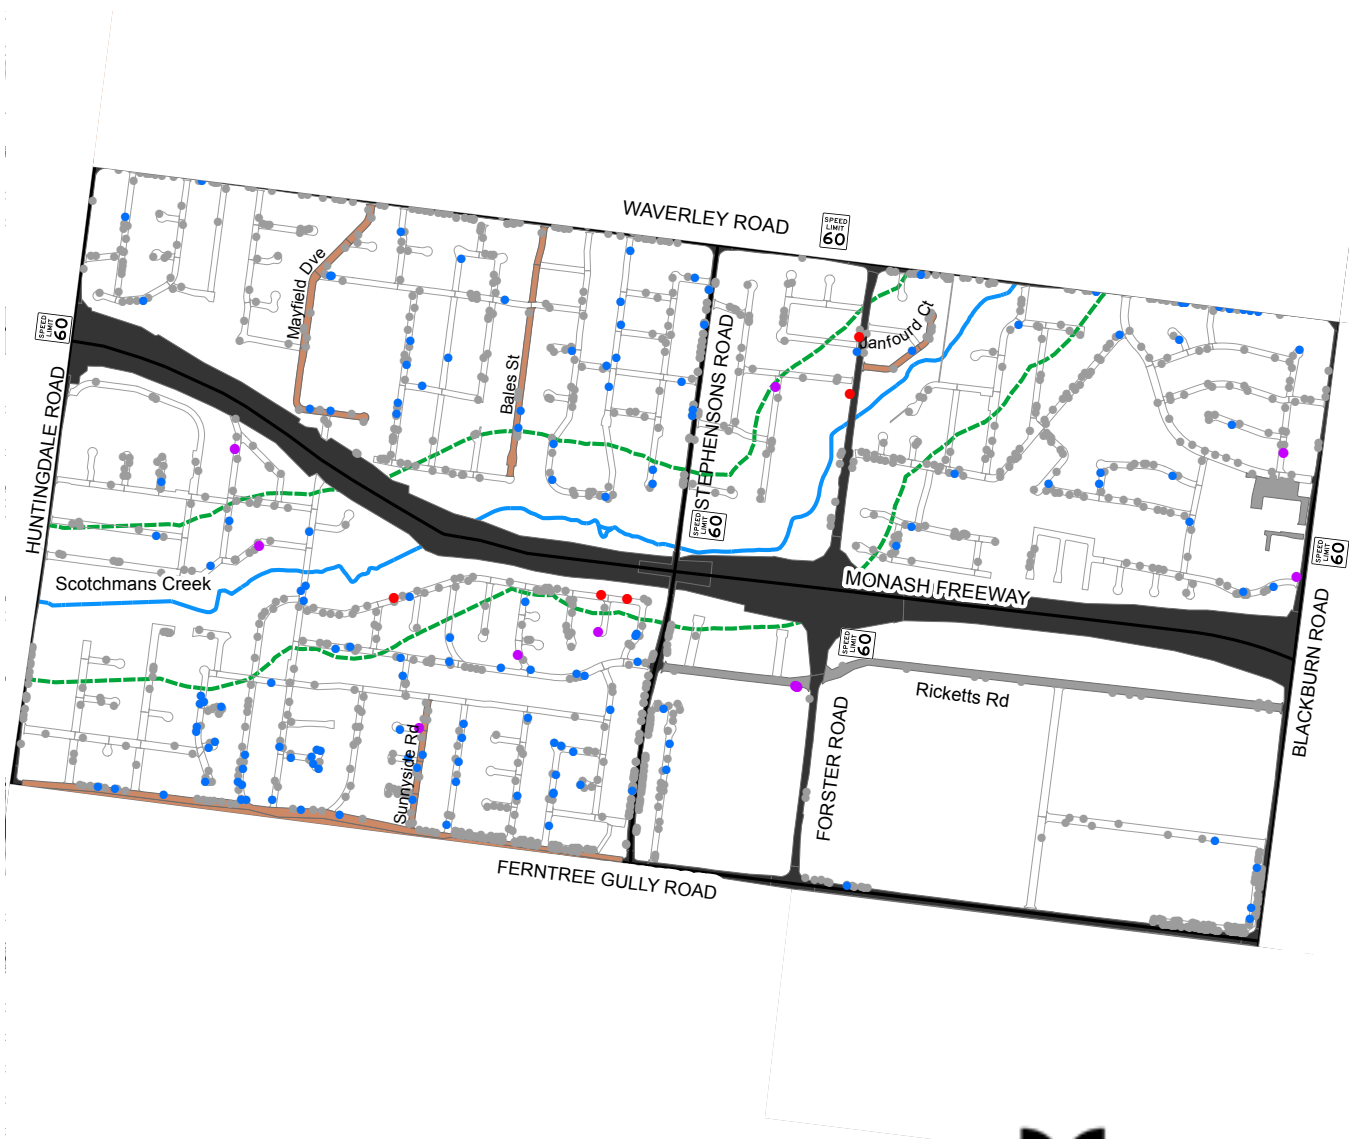 WAVERLEY ROAD
SPEED
LIMIT
60
Mayfield Dve
Janfourd Ct
SPEED
LIMIT
60
Bales St
STEPHENSONS ROAD
HUNTINGDALE ROAD
SPEED
LIMIT
60
SPEED
LIMIT
60
Scotchmans Creek
MONASH FREEWAY
SPEED
LIMIT
60
BLACKBURN ROAD
Ricketts Rd
Sunnyside Rd
FORSTER ROAD
FERNTREE GULLY ROAD